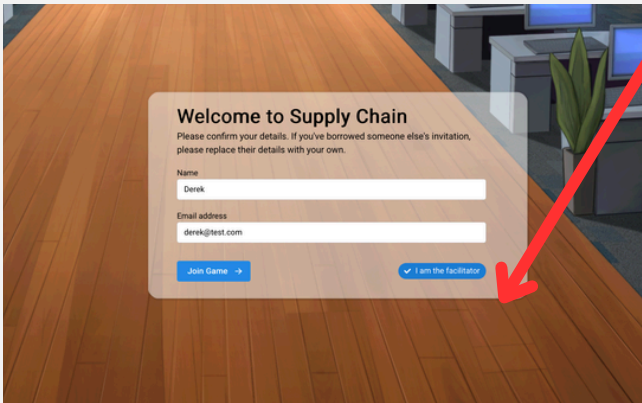 Welcome to Supply Chain
Please confirm your details. If you've borrowed someone else's invitation,
please replace their details with your own.
Name
Derek
Email address
derek@test.com
Join Game →
✓ I am the facilitator